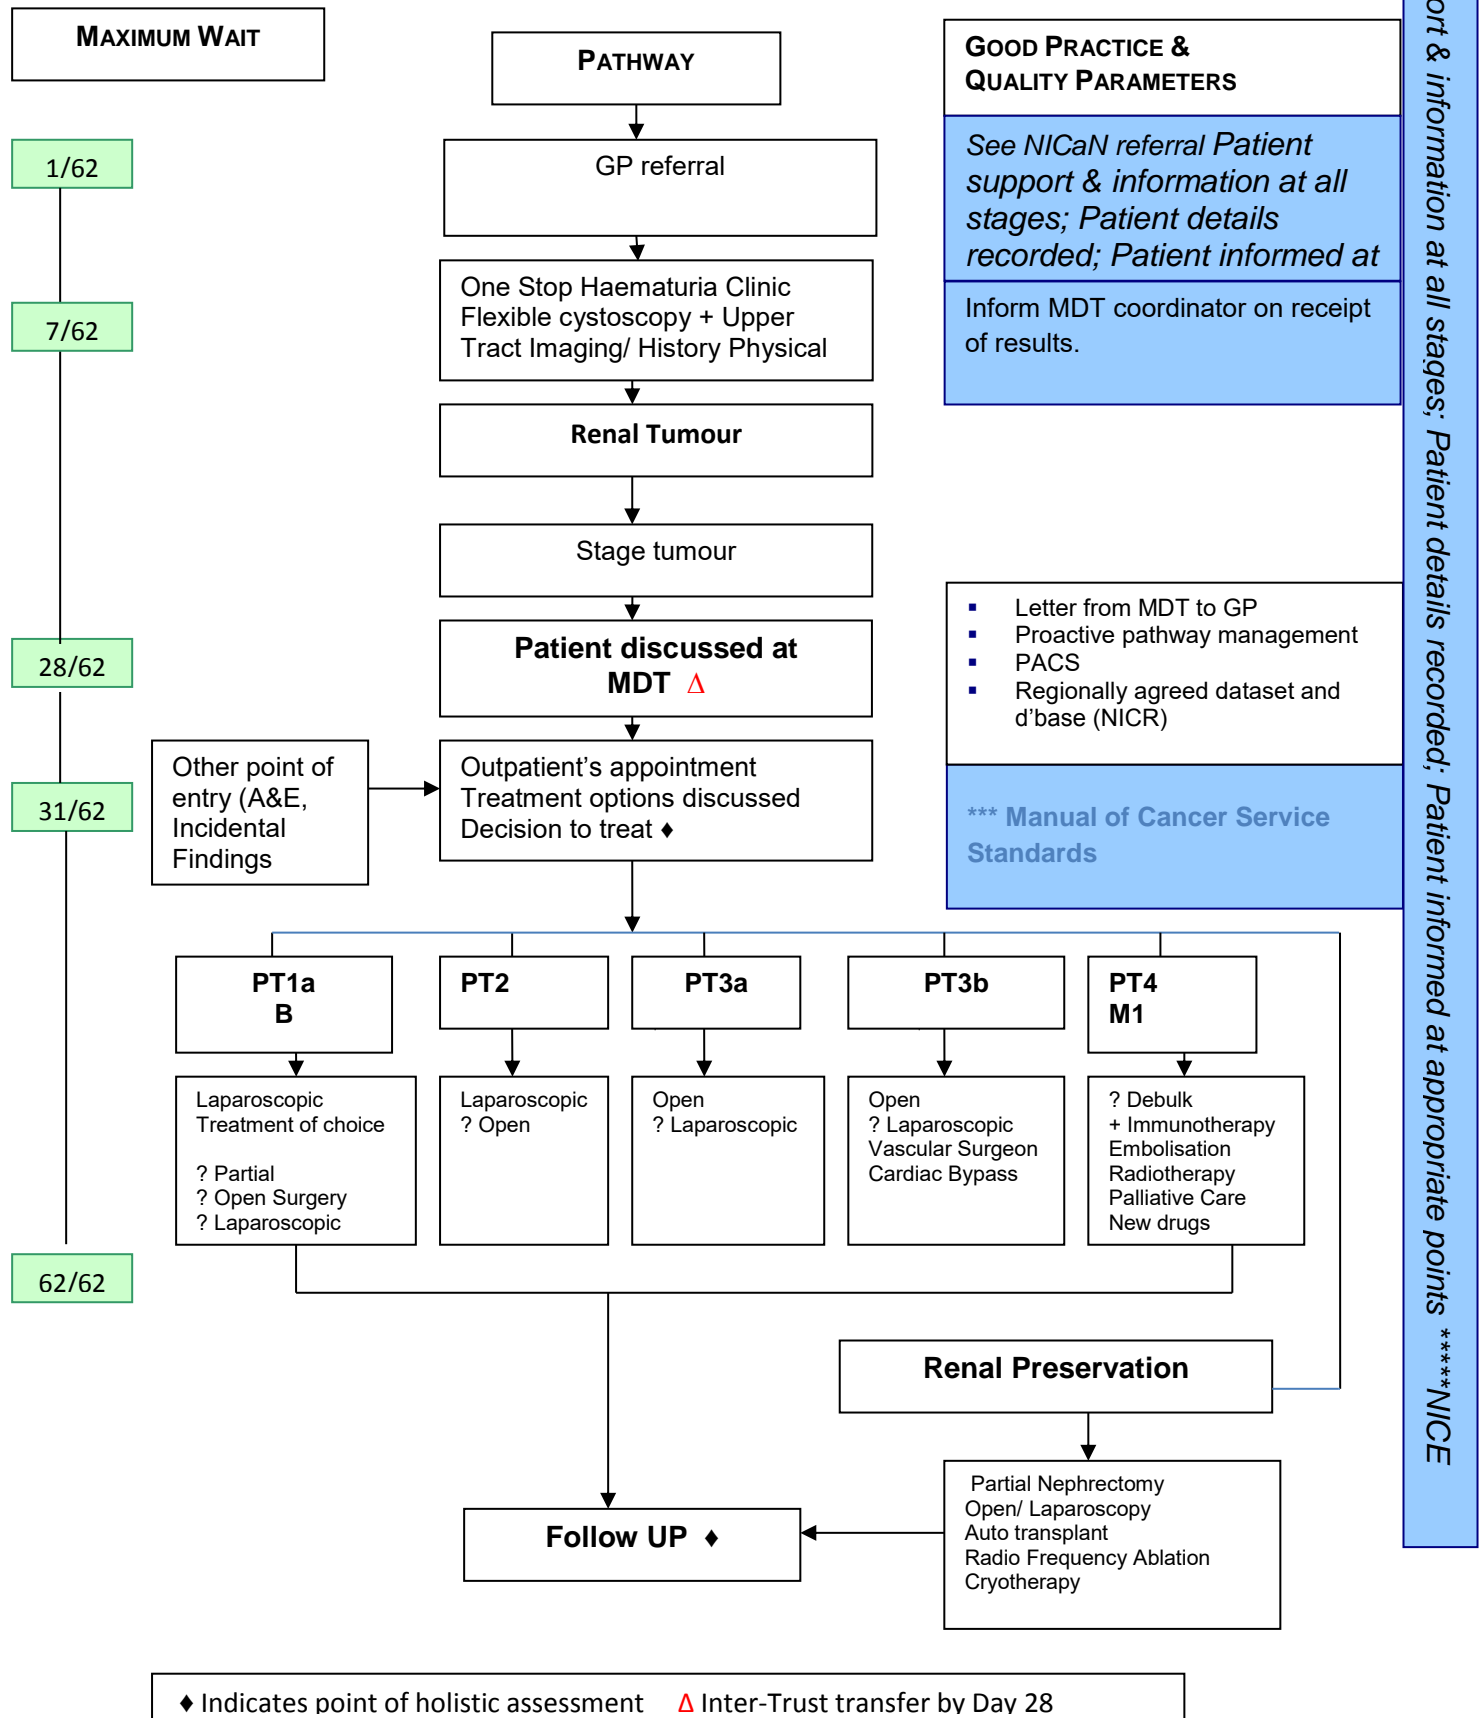 MAXIMUM WAIT
PATHWAY
GOOD PRACTICE &
QUALITY PARAMETERS
1/62
GP referral
See NICaN referral Patient
support & information at all
stages; Patient details
recorded; Patient informed at
7/62
One Stop Haematuria Clinic
Flexible cystoscopy + Upper
Tract Imaging/ History Physical
Inform MDT coordinator on receipt
of results.
Renal Tumour
Stage tumour
28/62
Patient discussed at
MDT Δ
▪ Letter from MDT to GP
▪ Proactive pathway management
▪ PACS
▪ Regionally agreed dataset and
d’base (NICR)
31/62
Other point of
entry (A&E,
Incidental
Findings
Outpatient’s appointment
Treatment options discussed
Decision to treat ♦
*** Manual of Cancer Service
Standards
PT1a
B
PT2
PT3a
PT3b
PT4
M1
Laparoscopic
Treatment of choice
? Partial
? Open Surgery
? Laparoscopic
Laparoscopic
? Open
Open
? Laparoscopic
Open
? Laparoscopic
Vascular Surgeon
Cardiac Bypass
? Debulk
+ Immunotherapy
Embolisation
Radiotherapy
Palliative Care
New drugs
62/62
Renal Preservation
Partial Nephrectomy
Open/ Laparoscopy
Auto transplant
Radio Frequency Ablation
Cryotherapy
Follow UP ♦
♦ Indicates point of holistic assessment Δ Inter-Trust transfer by Day 28
& information at all stages; Patient details recorded; Patient informed at appropriate points *****NICE